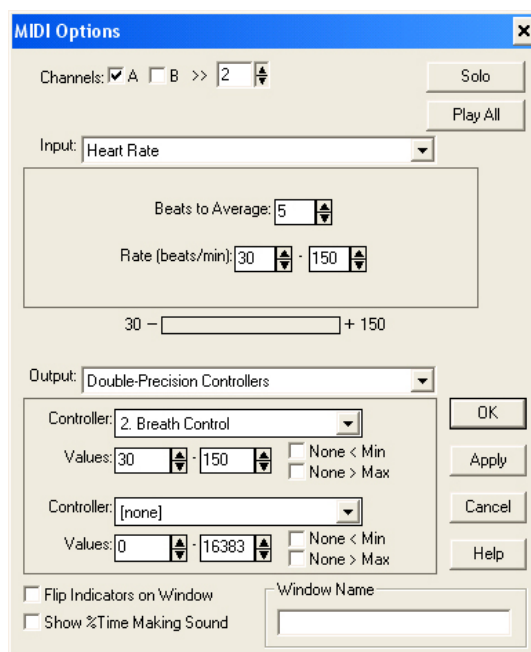 MIDI Options
Channels: A B >> 2
Solo
Play All
Input: Heart Rate
Beats to Average: 5
Rate (beats/min): 30 - 150
30 - + 150
Output: Double-Precision Controllers
Controller: 2. Breath Control
Values: 30 - 150 None < Min
None > Max
Controller: [none]
Values: 0 - 16383 None < Min
None > Max
OK
Apply
Cancel
Help
Flip Indicators on Window
Show %Time Making Sound
Window Name